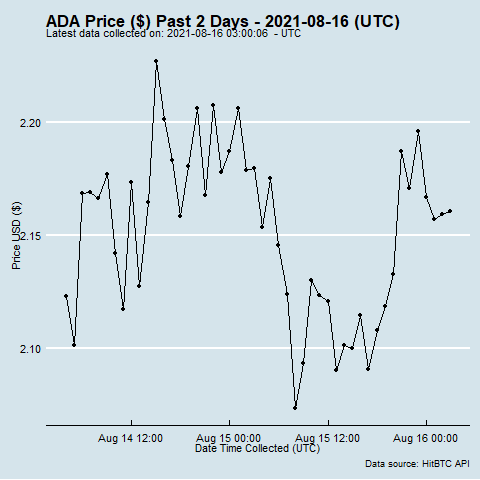 ADA Price ($) Past 2 Days - 2021-08-16 (UTC)
Latest data collected on: 2021-08-16 03:00:06 - UTC
2.20
2.15
2.10
Price USD ($)
Aug 14 12:00
Aug 15 00:00
Aug 15 12:00
Aug 16 00:00
Date Time Collected (UTC)
Data source: HitBTC API